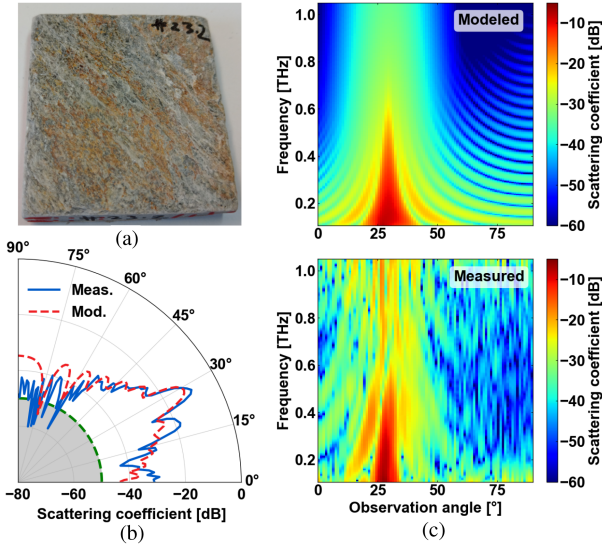 #23.2
(a)
90°
75°
60°
45°
30°
15°
0°
Meas.
Mod.
−80 −60 −40 −20 0
Scattering coefficient [dB]
(b)
Modeled
Frequency [THz]
1.0
0.8
0.6
0.4
0.2
0 25 50 75
−10
−20
−30
−40
−50
−60
Scattering coefficient [dB]
Measured
Frequency [THz]
1.0
0.8
0.6
0.4
0.2
0 25 50 75
Observation angle [°]
−10
−20
−30
−40
−50
−60
Scattering coefficient [dB]
(c)